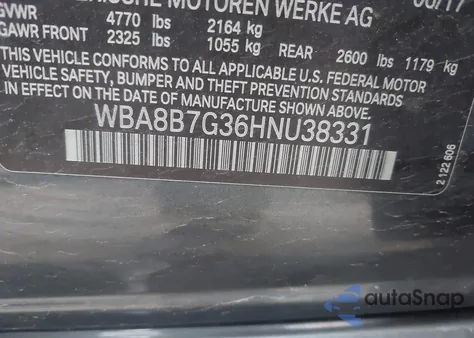 MOTOREN WERKE AG
GVWR 4770 lbs 2164 kg
GAWR FRONT 2325 lbs 1055 kg REAR 2600 lbs 1179 kg
THIS VEHICLE CONFORMS TO ALL APPLICABLE U.S. FEDERAL MOTOR
VEHICLE SAFETY, BUMPER AND THEFT PREVENTION STANDARDS
IN EFFECT ON THE DATE OF MANUFACTURE SHOWN ABOVE.
WBA8B7G36HNU38331
2 122 606
autoSnap